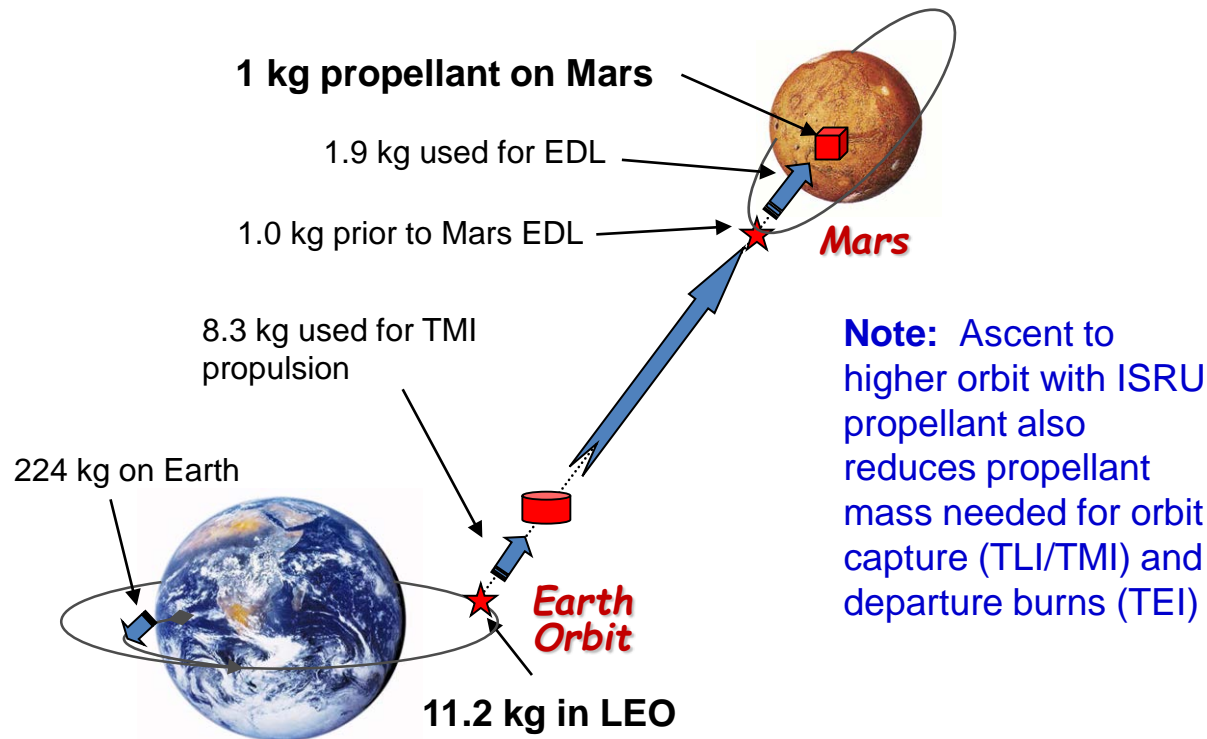 1 kg propellant on Mars
1.9 kg used for EDL
1.0 kg prior to Mars EDL
Mars
8.3 kg used for TMI
propulsion
Note: Ascent to
higher orbit with ISRU
propellant also
reduces propellant
mass needed for orbit
capture (TLI/TMI) and
departure burns (TEI)
224 kg on Earth
Earth
Orbit
11.2 kg in LEO